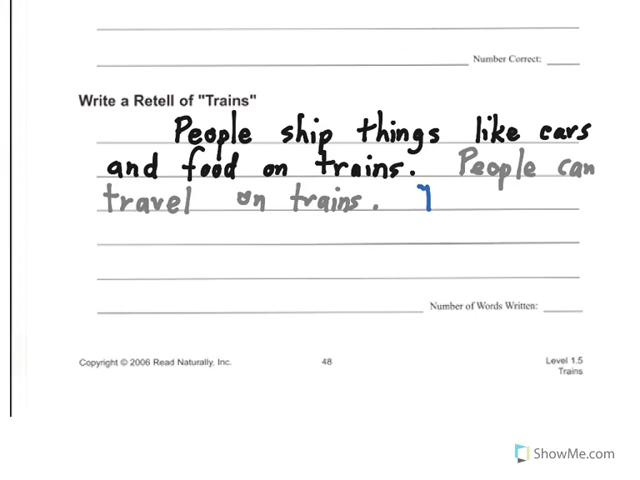 Number Correct:
Write a Retell of "Trains"
People ship things like cars
and food on trains. People can
travel on trains.
Number of Words Written:
Copyright © 2006 Read Naturally, Inc. 48 Level 1.5
Trains
ShowMe.com